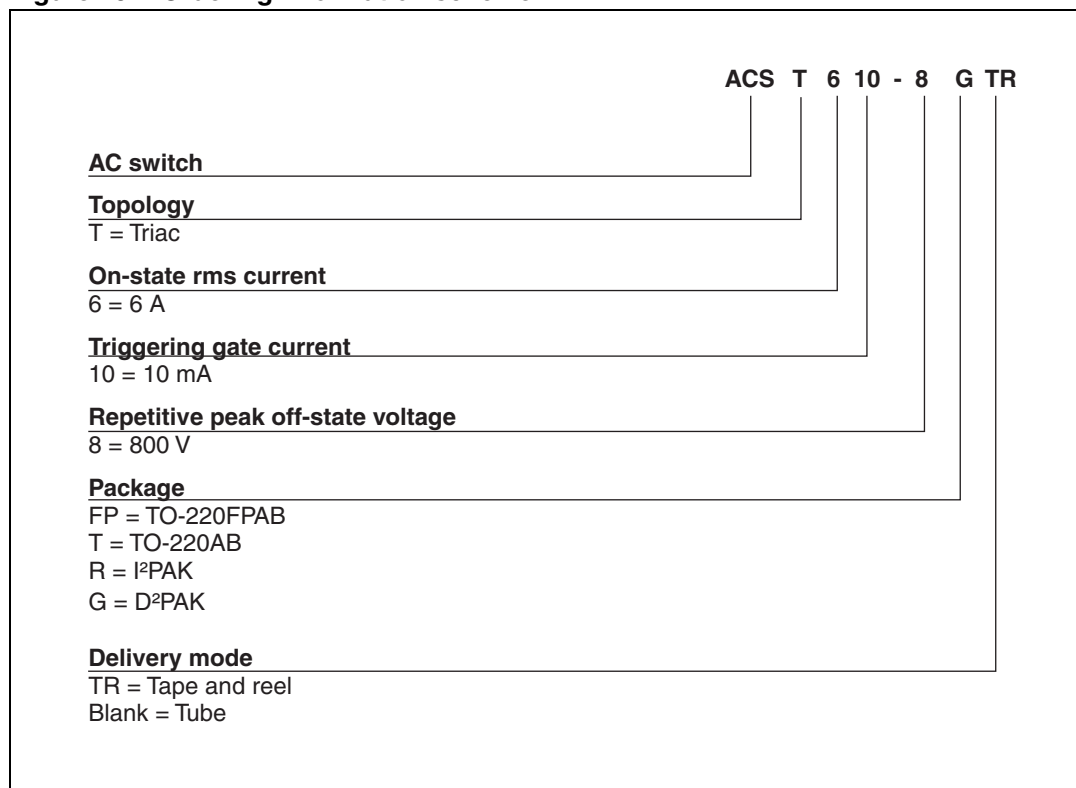 ACS T 6 10 - 8 G TR
AC switch
Topology
T = Triac
On-state rms current
6 = 6 A
Triggering gate current
10 = 10 mA
Repetitive peak off-state voltage
8 = 800 V
Package
FP = TO-220FPAB
T = TO-220AB
R = I²PAK
G = D²PAK
Delivery mode
TR = Tape and reel
Blank = Tube